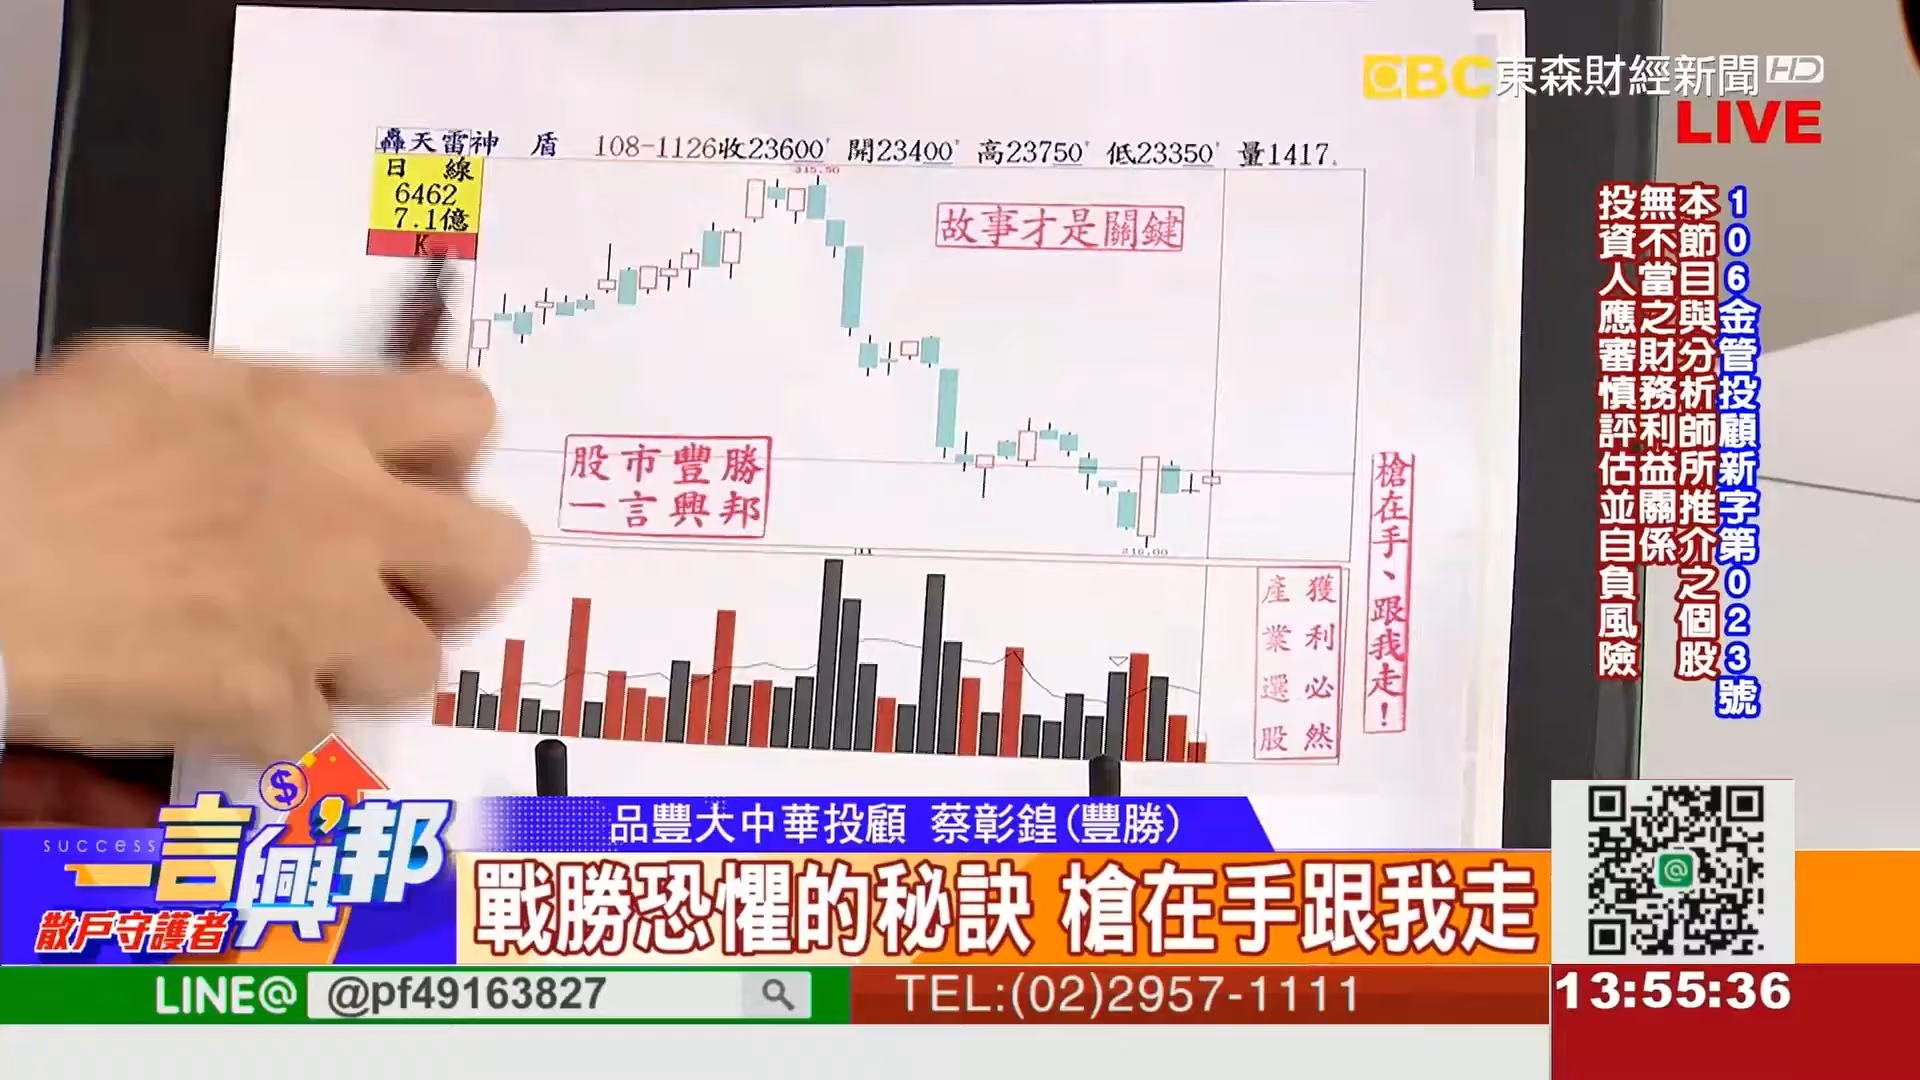 EBC東森財經新聞HD
LIVE
轟天雷神 盾 108-1126收23600' 開23400' 高23750' 低23350' 量1417.
日 線
6462
7.1億
K
315.50
故事才是關鍵
股市豐勝
一言興邦
216.00
槍在手、跟我走!
獲利必然
產業選股
106金管投顧新字第023號
本節目與分析師所推介之個股
無不當之財務利益關係
投資人應審慎評估並自負風險
$
success
一言興邦
散戶守護者
品豐大中華投顧 蔡彰鍠(豐勝)
戰勝恐懼的秘訣 槍在手跟我走
LINE@ @pf49163827
TEL:(02)2957-1111
13:55:36